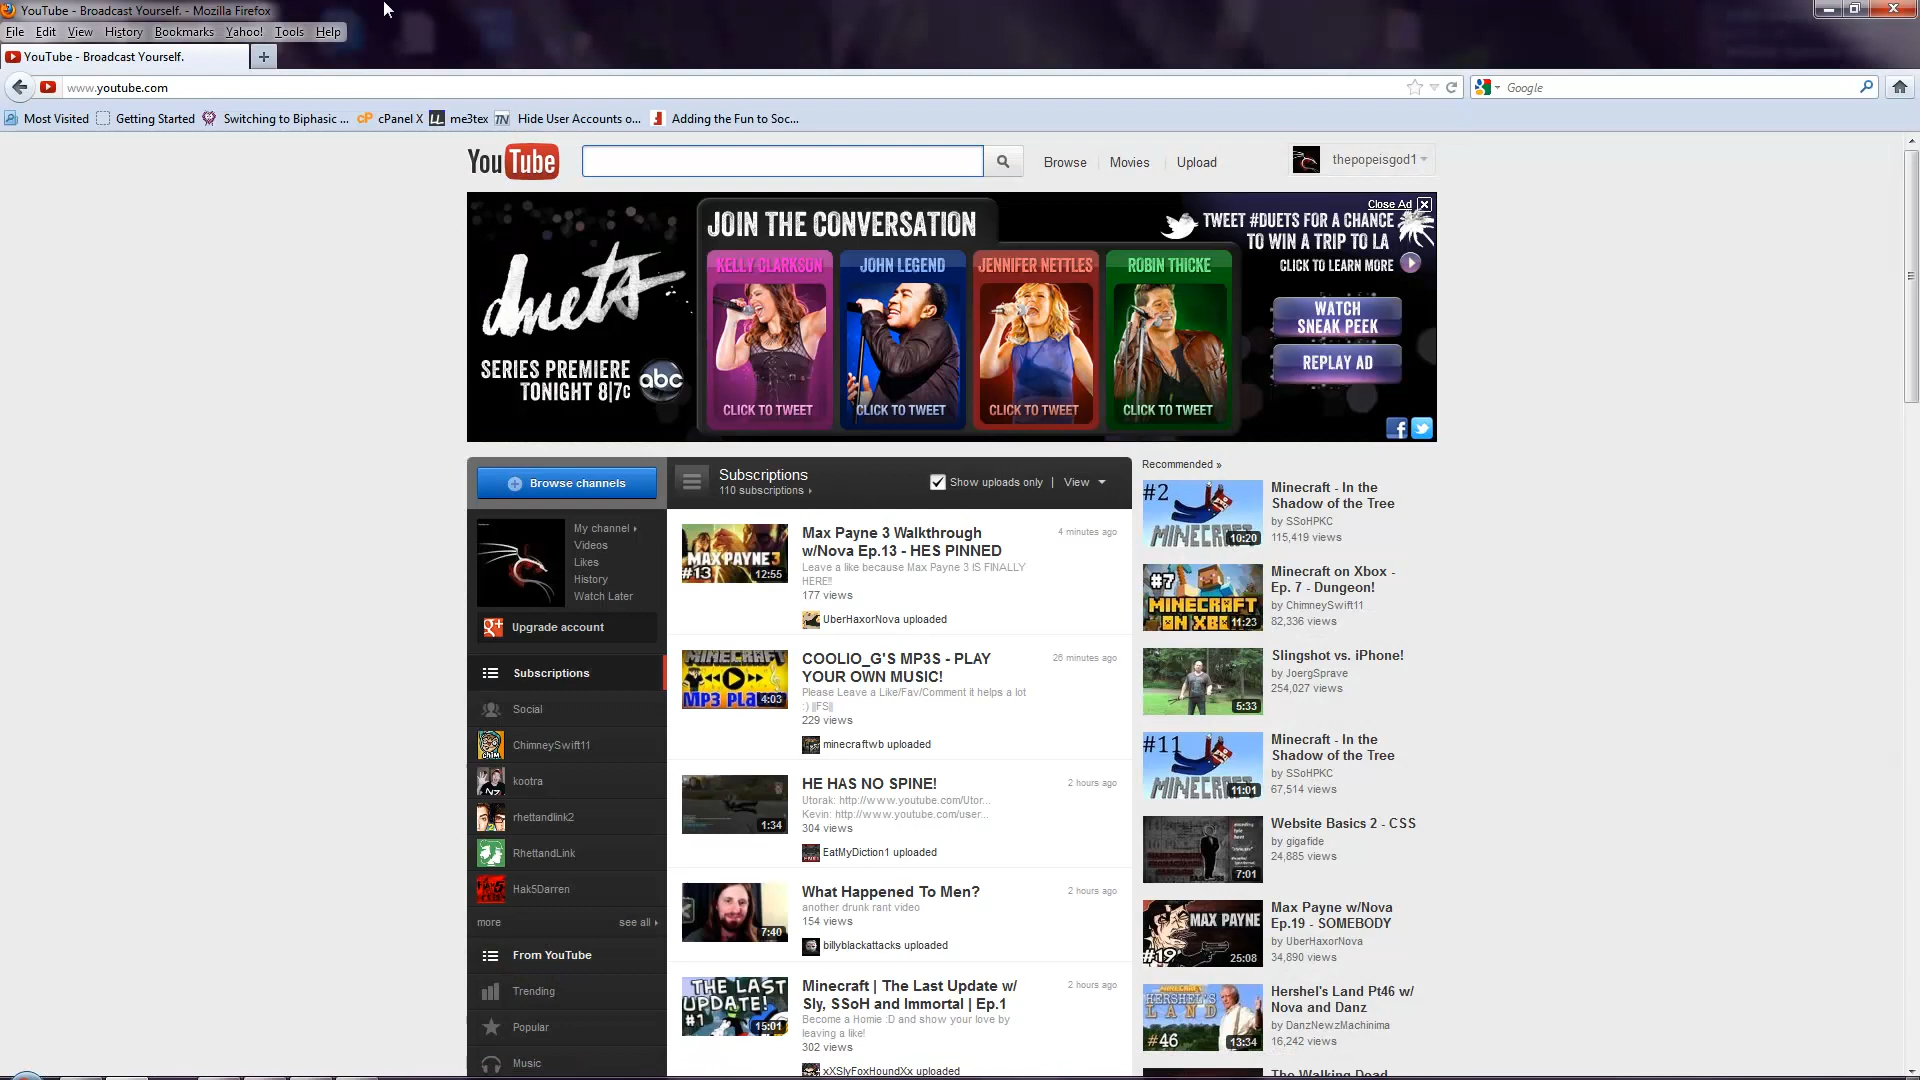 YouTube - Broadcast Yourself. - Mozilla Firefox
File Edit View History Bookmarks Yahoo! Tools Help
YouTube - Broadcast Yourself.
www.youtube.com
Google
Most Visited Getting Started Switching to Biphasic ... cPanel X me3tex Hide User Accounts o... Adding the Fun to Soc...
YouTube
Browse Movies Upload
thepopeisgod1
Close Ad
duets
SERIES PREMIERE
TONIGHT 8|7c
abc
JOIN THE CONVERSATION
KELLY CLARKSON
CLICK TO TWEET
JOHN LEGEND
CLICK TO TWEET
JENNIFER NETTLES
CLICK TO TWEET
ROBIN THICKE
CLICK TO TWEET
TWEET #DUETS FOR A CHANCE
TO WIN A TRIP TO LA
CLICK TO LEARN MORE
WATCH
SNEAK PEEK
REPLAY AD
Browse channels
My channel
Videos
Likes
History
Watch Later
Upgrade account
Subscriptions
Social
ChimneySwift11
kootra
rhettandlink2
RhettandLink
Hak5Darren
more see all
From YouTube
Trending
Popular
Music
Subscriptions
110 subscriptions
Show uploads only | View
MAX PAYNE 3
#13
12:55
Max Payne 3 Walkthrough
w/Nova Ep.13 - HES PINNED
4 minutes ago
Leave a like because Max Payne 3 IS FINALLY
HERE!!
177 views
UberHaxorNova uploaded
MINECRAFT
4:03
COOLIO_G'S MP3S - PLAY
YOUR OWN MUSIC!
26 minutes ago
Please Leave a Like/Fav/Comment it helps a lot
:) ||FS||
229 views
minecraftwb uploaded
1:34
HE HAS NO SPINE!
2 hours ago
Utorak: http://www.youtube.com/Utor...
Kevin: http://www.youtube.com/user...
304 views
EatMyDiction1 uploaded
7:40
What Happened To Men?
2 hours ago
another drunk rant video
154 views
billyblackattacks uploaded
THE LAST
UPDATE!
#1
15:01
Minecraft | The Last Update w/
Sly, SSoH and Immortal | Ep.1
2 hours ago
Become a Homie :D and show your love by
leaving a like!
302 views
xXSlyFoxHoundXx uploaded
Recommended »
#2
10:20
Minecraft - In the
Shadow of the Tree
by SSoHPKC
115,419 views
#7
MINECRAFT
ON XBO
11:23
Minecraft on Xbox -
Ep. 7 - Dungeon!
by ChimneySwift11
82,336 views
5:33
Slingshot vs. iPhone!
by JoergSprave
254,027 views
#11
11:01
Minecraft - In the
Shadow of the Tree
by SSoHPKC
67,514 views
7:01
Website Basics 2 - CSS
by gigafide
24,885 views
MAX PAYNE
#19
25:08
Max Payne w/Nova
Ep.19 - SOMEBODY
by UberHaxorNova
34,890 views
HERSHEL'S
LAND
#46
13:34
Hershel's Land Pt46 w/
Nova and Danz
by DanzNewzMachinima
16,242 views
The Walking Dead